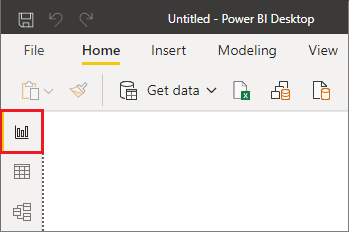 Untitled - Power BI Desktop
File Home Insert Modeling View
Get data